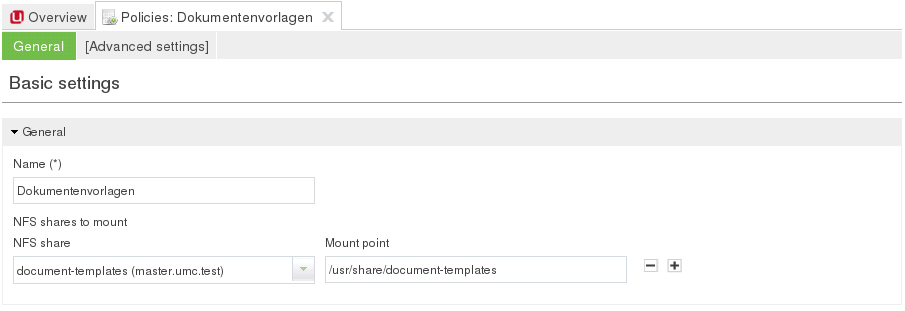 Overview Policies: Dokumentenvorlagen
General [Advanced settings]
Basic settings
General
Name (*)
Dokumentenvorlagen
NFS shares to mount
NFS share Mount point
document-templates (master.umc.test) /usr/share/document-templates